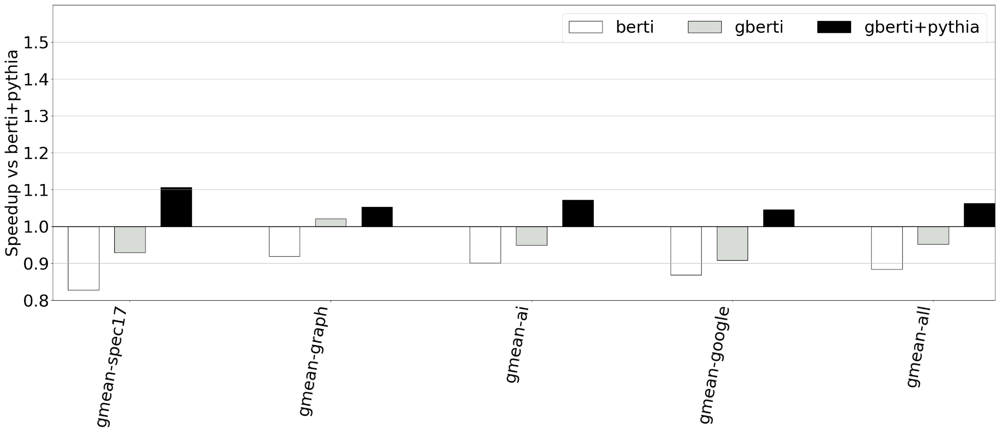 berti gberti gberti+pythia
Speedup vs berti+pythia
1.5
1.4
1.3
1.2
1.1
1.0
0.9
0.8
gmean-spec17
gmean-graph
gmean-ai
gmean-google
gmean-all